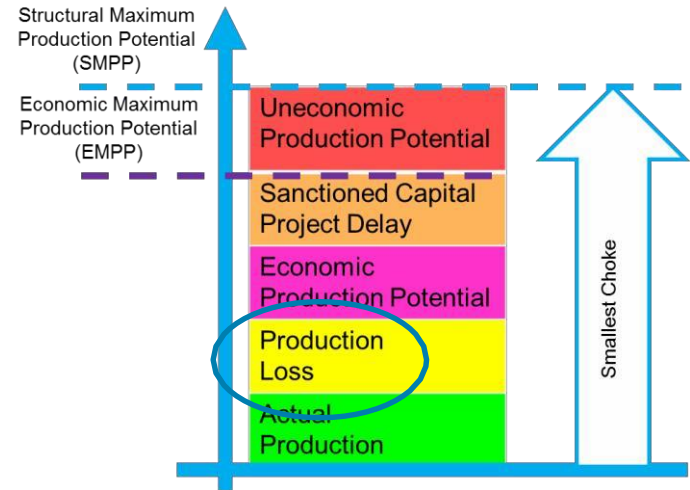 Structural Maximum
Production Potential
(SMPP)
Economic Maximum
Production Potential
(EMPP)
Uneconomic
Production Potential
Sanctioned Capital
Project Delay
Economic
Production Potential
Production
Loss
Actual
Production
Smallest Choke